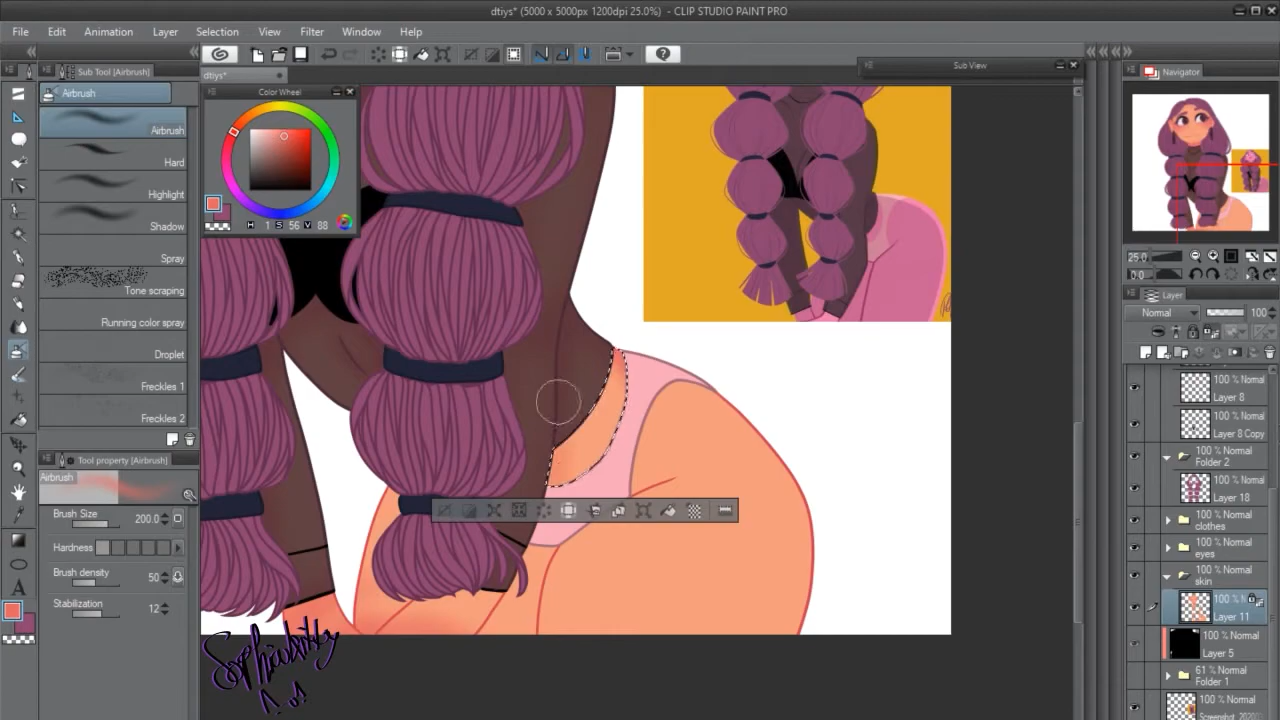 dtiys* (5000 x 5000px 1200dpi 25.0%) - CLIP STUDIO PAINT PRO
File Edit Animation Layer Selection View Filter Window Help
Sub Tool [Airbrush]
Airbrush
Airbrush
Hard
Highlight
Shadow
Spray
Tone scraping
Running color spray
Droplet
Freckles 1
Freckles 2
Tool property [Airbrush]
Airbrush
Brush Size 200.0
Hardness
Brush density 50
Stabilization 12
dtiys*
Color Wheel
H 1 S 56 V 88
Sub View
Navigator
25.0
0.0
Layer
Normal 100
100 % Normal
Layer 8
100 % Normal
Layer 8 Copy
100 % Normal
Folder 2
100 % Normal
Layer 18
100 % Normal
clothes
100 % Normal
eyes
100 % Normal
skin
100 % N
Layer 11
100 % Normal
Layer 5
61 % Normal
Folder 1
100 % Normal